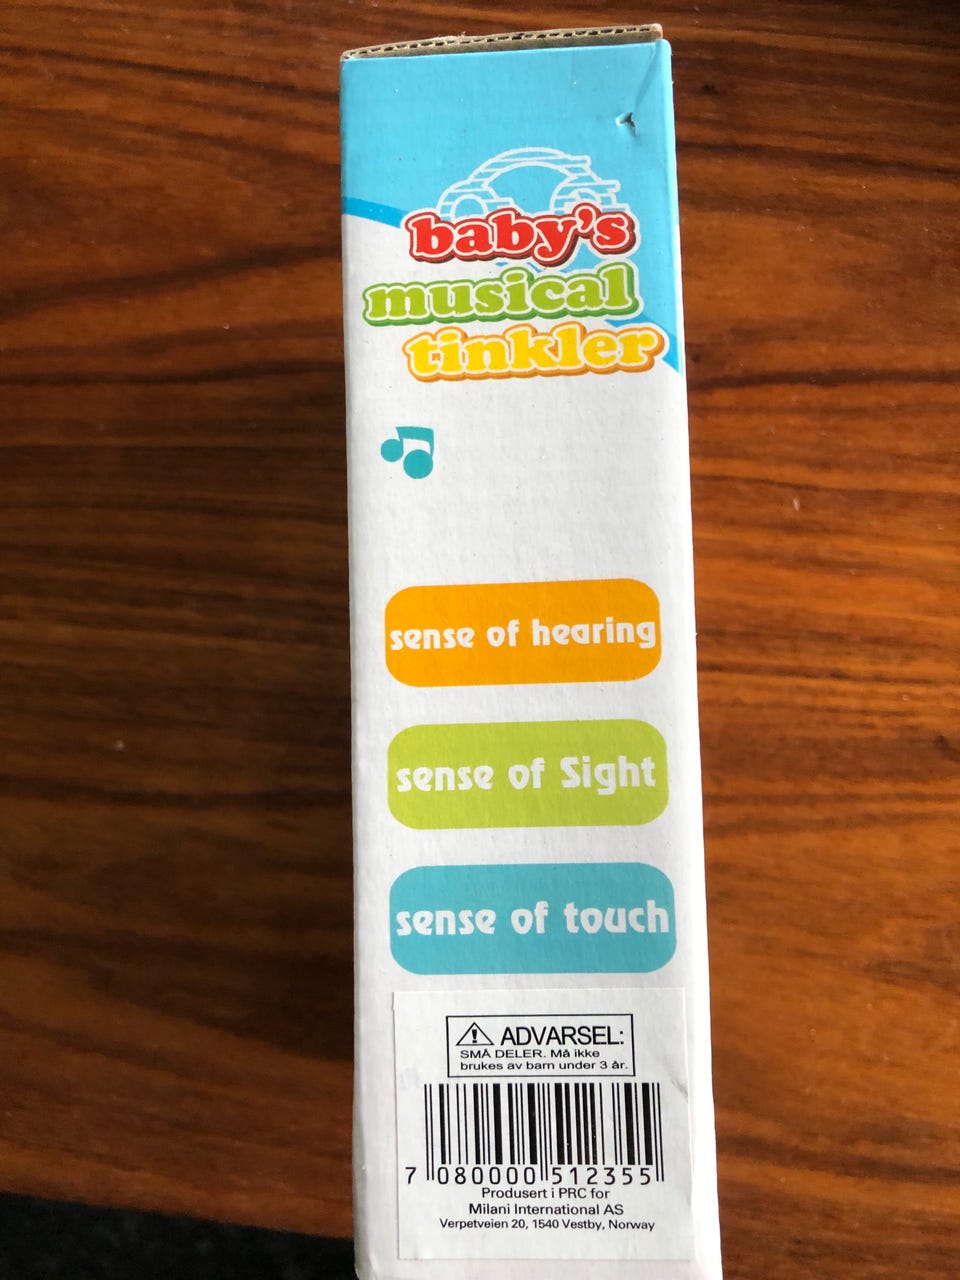 baby's
musical
tinkler
sense of hearing
sense of Sight
sense of touch
ADVARSEL:
SMÅ DELER. Må ikke
brukes av barn under 3 år.
7 080000 512355
Produsert i PRC for
Milani International AS
Verpetveien 20, 1540 Vestby, Norway